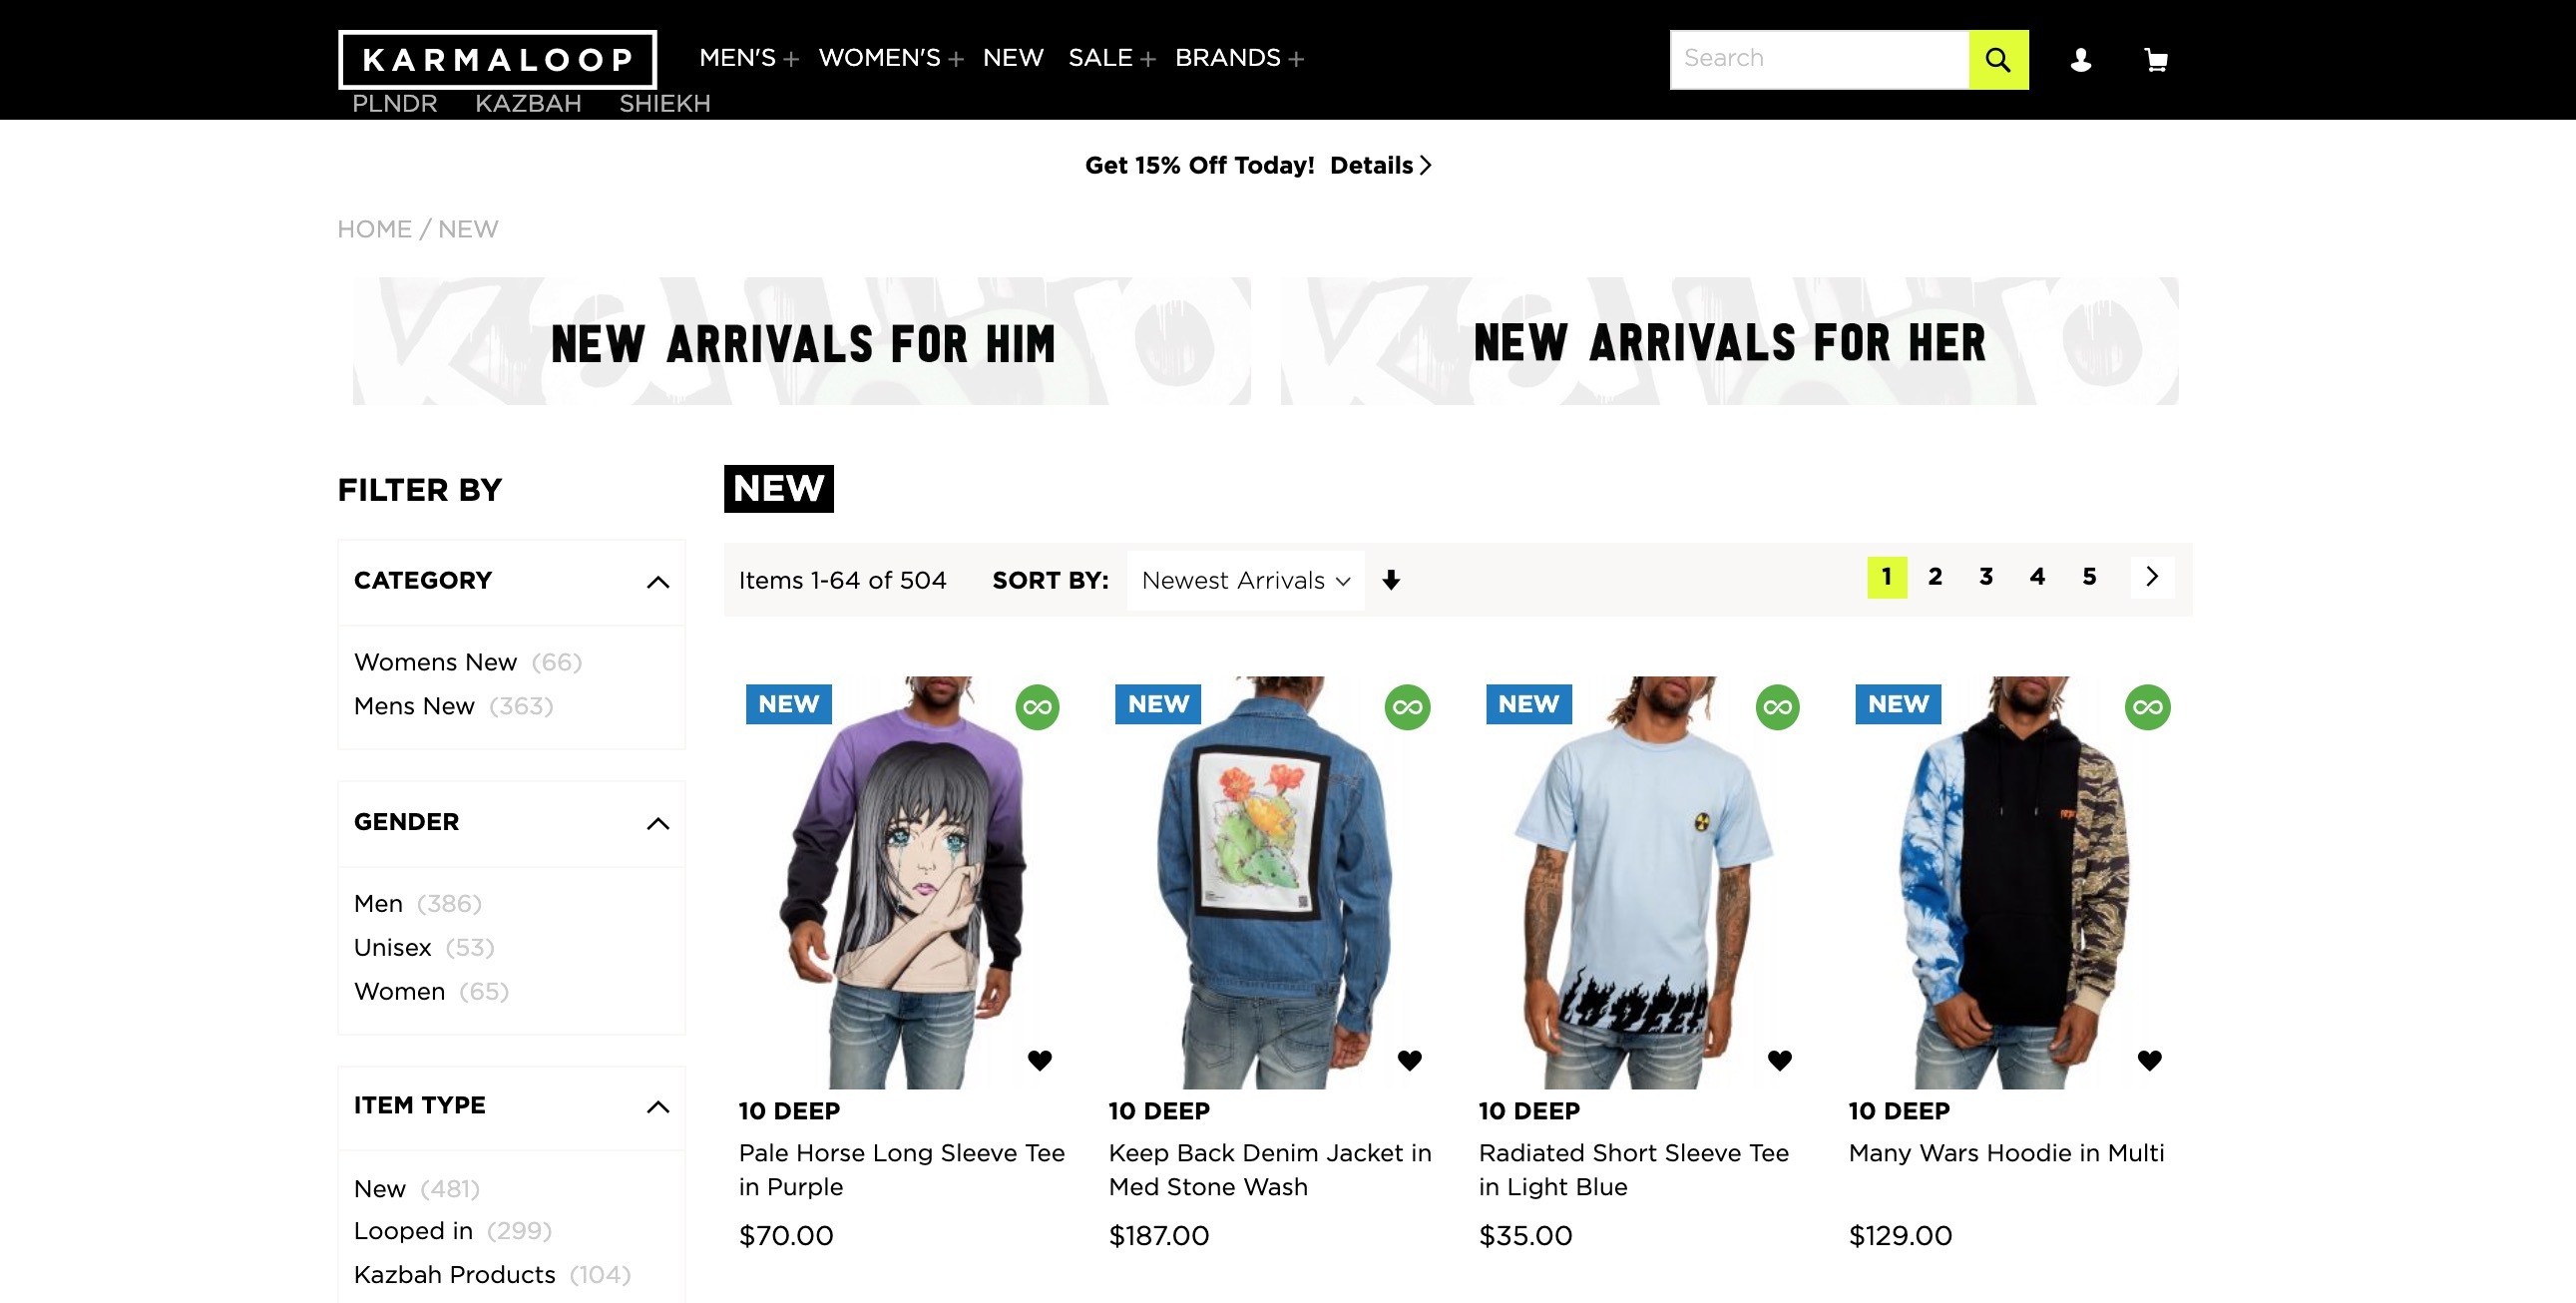 KARMALOOP
MEN'S + WOMEN'S + NEW SALE + BRANDS +
Search
PLNDR KAZBAH SHIEKH
Get 15% Off Today! Details >
HOME / NEW
NEW ARRIVALS FOR HIM
NEW ARRIVALS FOR HER
FILTER BY
CATEGORY
Womens New (66)
Mens New (363)
GENDER
Men (386)
Unisex (53)
Women (65)
ITEM TYPE
New (481)
Looped in (299)
Kazbah Products (104)
NEW
Items 1-64 of 504 SORT BY: Newest Arrivals
1 2 3 4 5 >
NEW
10 DEEP
Pale Horse Long Sleeve Tee
in Purple
$70.00
NEW
10 DEEP
Keep Back Denim Jacket in
Med Stone Wash
$187.00
NEW
10 DEEP
Radiated Short Sleeve Tee
in Light Blue
$35.00
NEW
10 DEEP
Many Wars Hoodie in Multi
$129.00